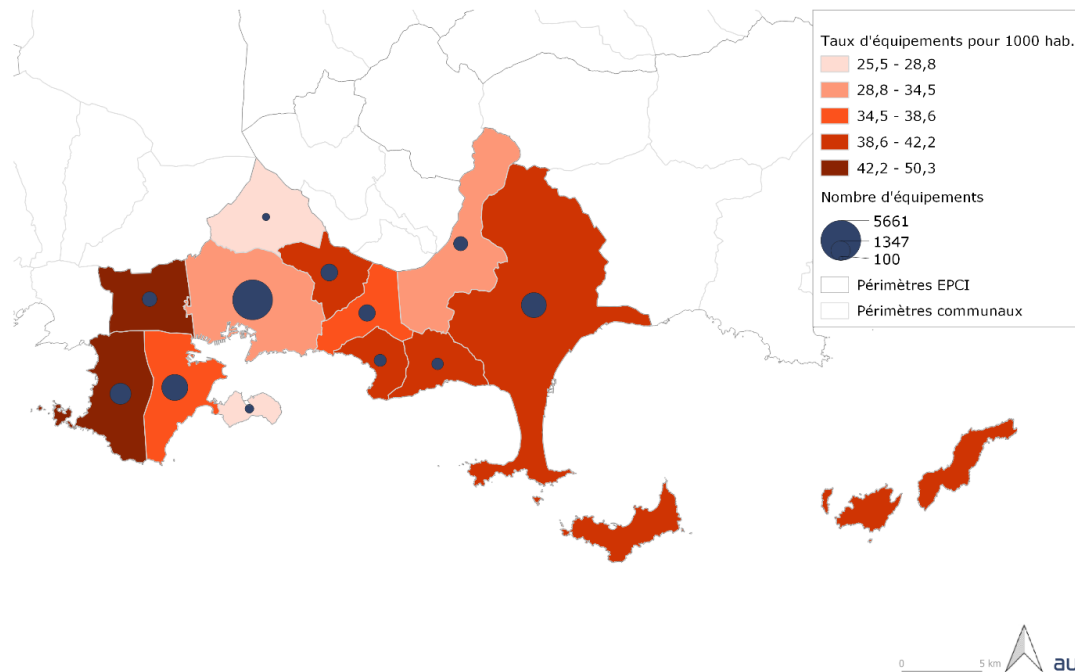 Taux d'équipements pour 1000 hab.
25,5 - 28,8
28,8 - 34,5
34,5 - 38,6
38,6 - 42,2
42,2 - 50,3
Nombre d'équipements
5661
1347
100
Périmètres EPCI
Périmètres communaux
0 5 km
au